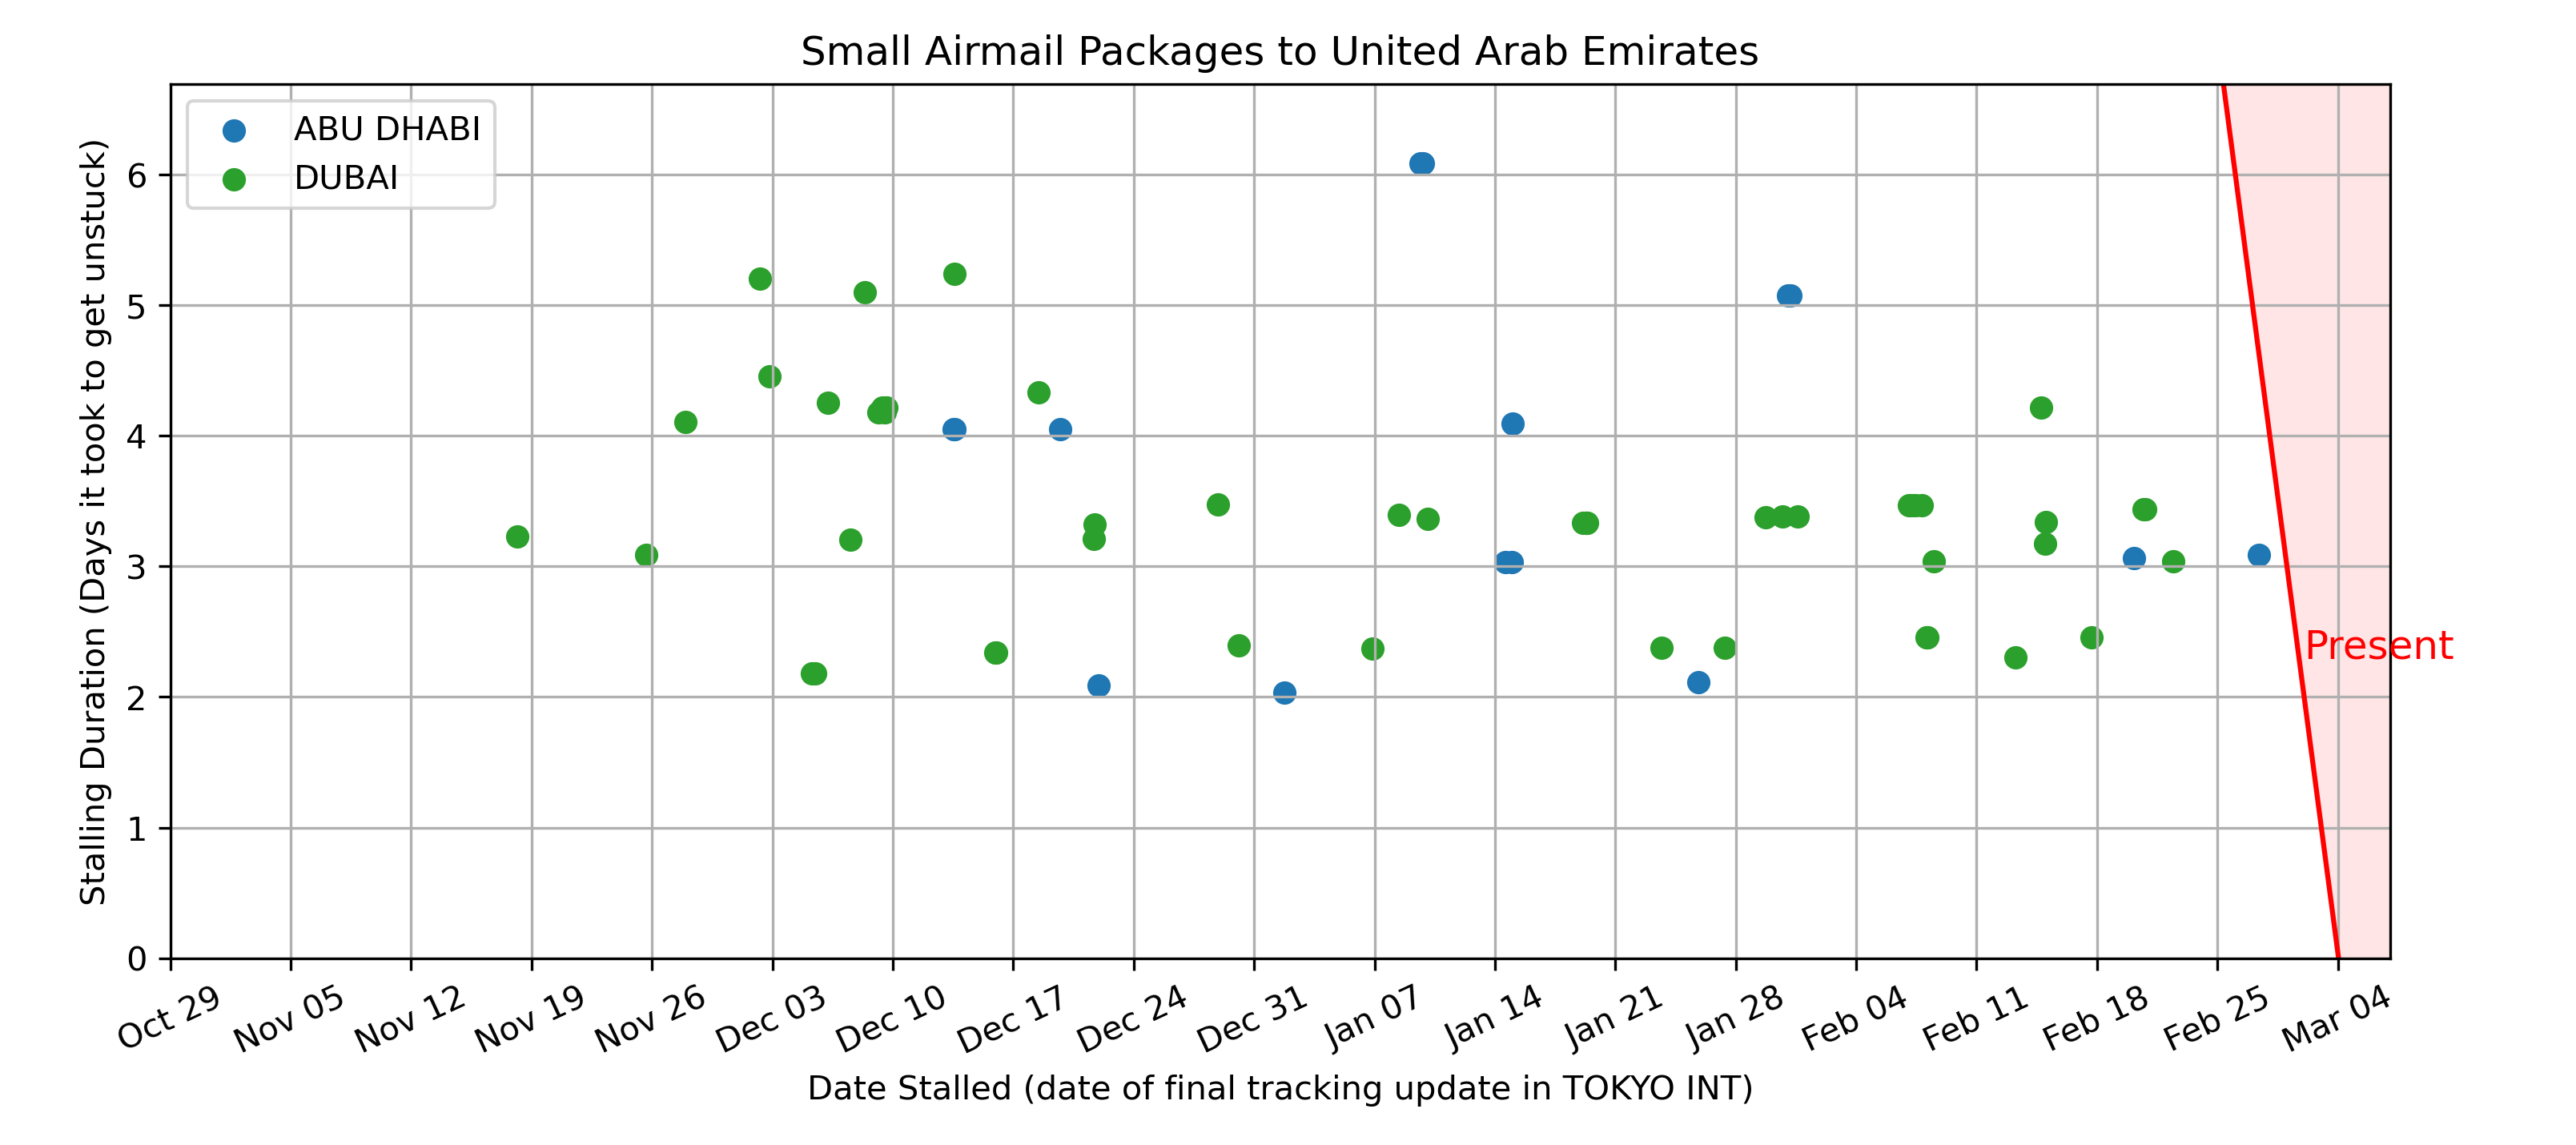 Small Airmail Packages to United Arab Emirates
ABU DHABI
DUBAI
Stalling Duration (Days it took to get unstuck)
6
5
4
3
2
1
0
Present
Oct 29 Nov 05 Nov 12 Nov 19 Nov 26 Dec 03 Dec 10 Dec 17 Dec 24 Dec 31 Jan 07 Jan 14 Jan 21 Jan 28 Feb 04 Feb 11 Feb 18 Feb 25 Mar 04
Date Stalled (date of final tracking update in TOKYO INT)